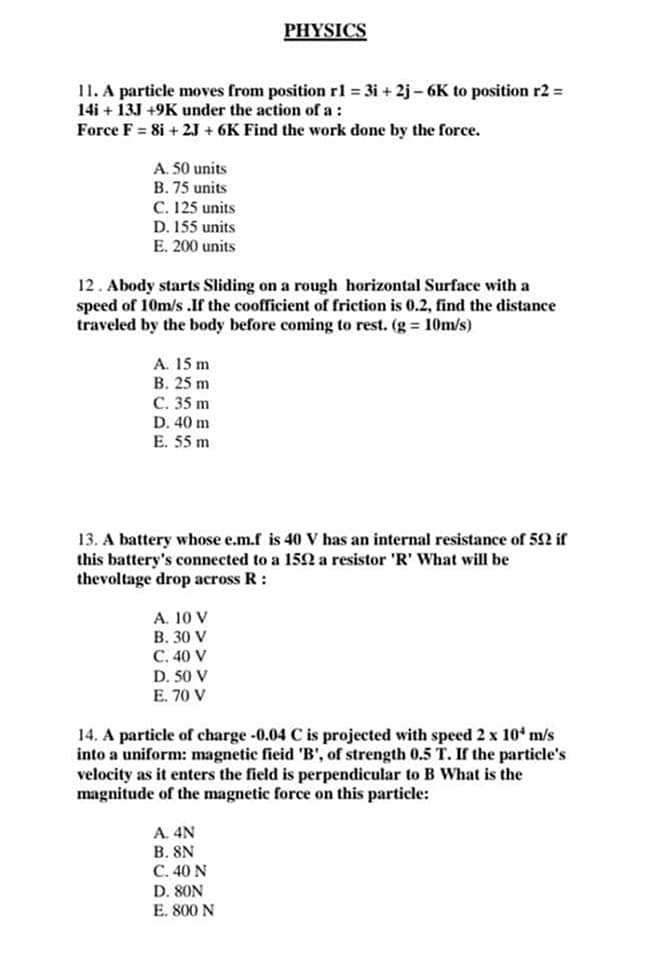 PHYSICS
11. A particle moves from position r1 = 3i + 2j – 6K to position r2 =
14i + 13J +9K under the action of a :
Force F = 8i + 2J + 6K Find the work done by the force.
A. 50 units
B. 75 units
C. 125 units
D. 155 units
E. 200 units
12 . Abody starts Sliding on a rough horizontal Surface with a
speed of 10m/s .If the coofficient of friction is 0.2, find the distance
traveled by the body before coming to rest. (g = 10m/s)
A. 15 m
B. 25 m
C. 35 m
D. 40 m
E. 55 m
13. A battery whose e.m.f is 40 V has an internal resistance of 5Ω if
this battery's connected to a 15Ω a resistor 'R' What will be
thevoltage drop across R :
A. 10 V
B. 30 V
C. 40 V
D. 50 V
E. 70 V
14. A particle of charge -0.04 C is projected with speed 2 x 10⁴ m/s
into a uniform: magnetic fieid 'B', of strength 0.5 T. If the particle's
velocity as it enters the field is perpendicular to B What is the
magnitude of the magnetic force on this particle:
A. 4N
B. 8N
C. 40 N
D. 80N
E. 800 N